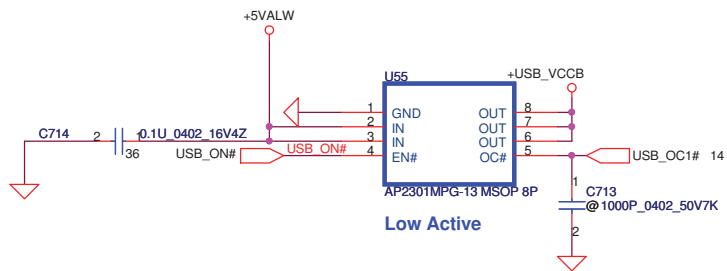 +5VALW
U55
+USB_VCCB
1 GND OUT 8
2 IN OUT 7
3 IN OUT 6
4 EN# OC# 5
C714 2 1 0.1U_0402_16V4Z
36
USB_ON# USB_ON#
USB_OC1# 14
AP2301MPG-13 MSOP 8P
Low Active
1
C713
@ 1000P_0402_50V7K
2